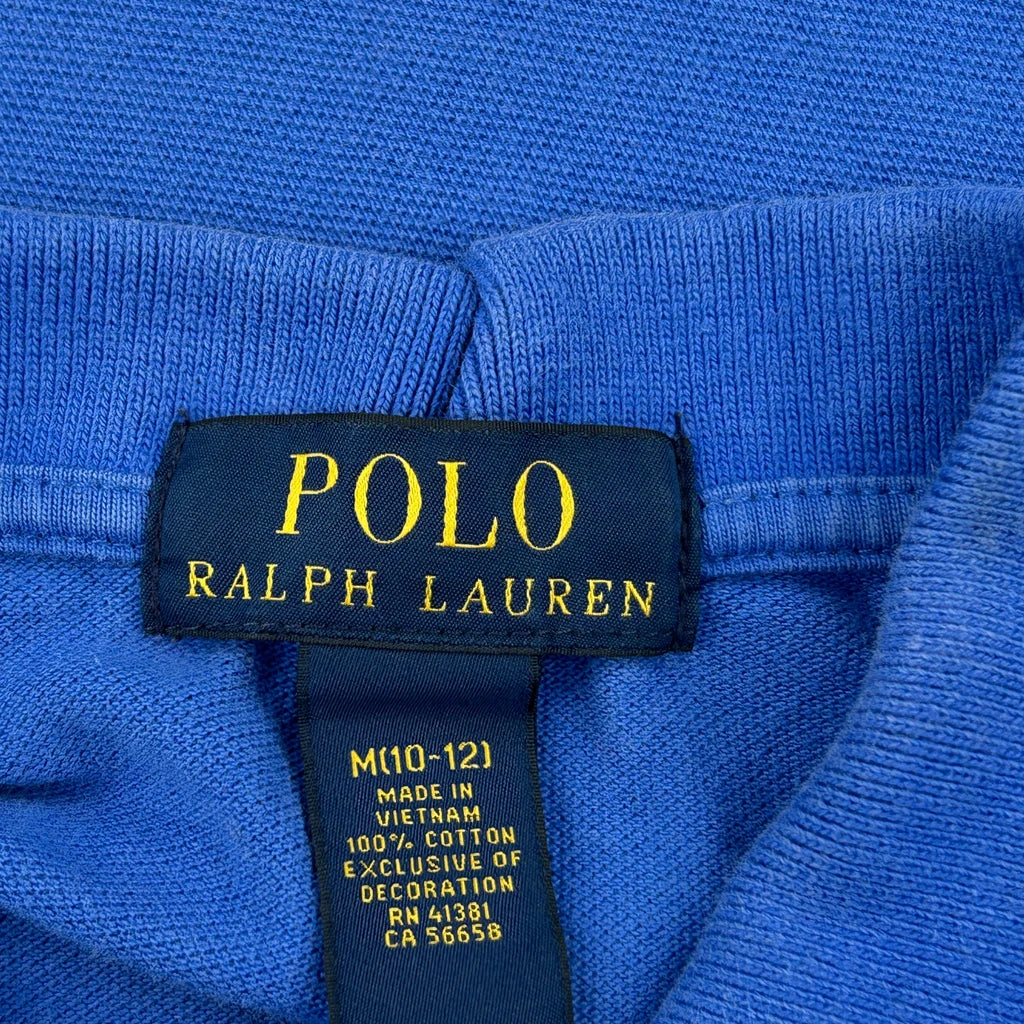 POLO
RALPH LAUREN
M(10-12)
MADE IN
VIETNAM
100% COTTON
EXCLUSIVE OF
DECORATION
RN 41381
CA 56658